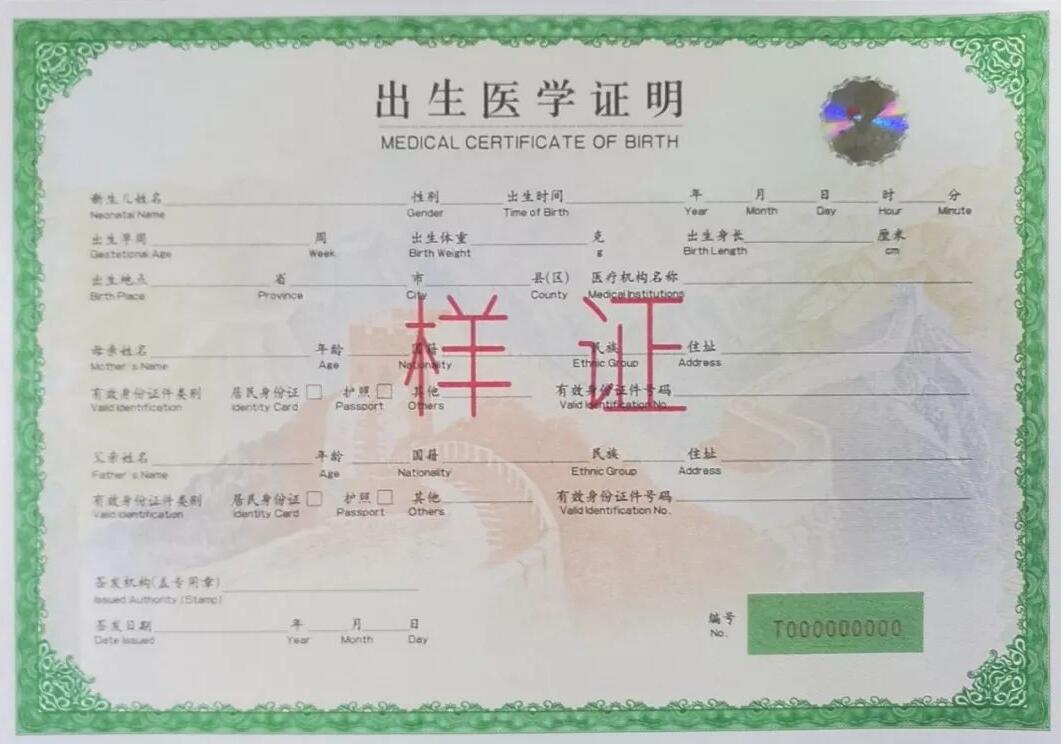 出生医学证明
MEDICAL CERTIFICATE OF BIRTH
新生儿姓名 性别 出生时间 年 月 日 时 分
Neonatal Name Gender Time of Birth Year Month Day Hour Minute
出生孕周 周 出生体重 克 出生身长 厘米
Gestational Age Week Birth Weight g Birth Length cm
出生地点 省 市 县(区) 医疗机构名称
Birth Place Province City County Medical Institutions
样证
母亲姓名 年龄 国籍 民族 住址
Mother's Name Age Nationality Ethnic Group Address
有效身份证件类别 居民身份证 护照 其他 有效身份证件号码
Valid Identification Identity Card Passport Others Valid Identification No.
父亲姓名 年龄 国籍 民族 住址
Father's Name Age Nationality Ethnic Group Address
有效身份证件类别 居民身份证 护照 其他 有效身份证件号码
Valid Identification Identity Card Passport Others Valid Identification No.
签发机构(盖专用章)
Issued Authority (Stamp)
签发日期 年 月 日
Date Issued Year Month Day
编号 T000000000
No.